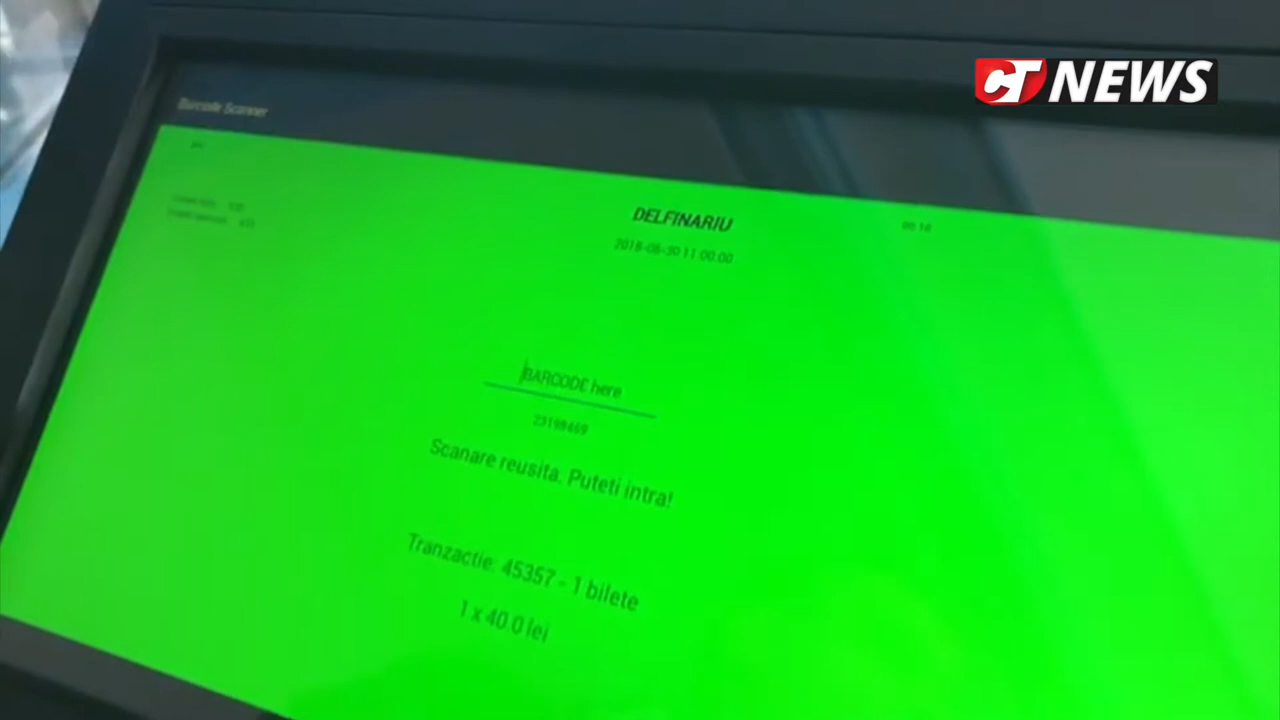 CT NEWS
Barcode Scanner
DELFINARIU
2018-06-30 11:00:00
BARCODE here
23198469
Scanare reusita. Puteti intra!
Tranzactie: 45357 - 1 bilete
1 x 40.0 lei